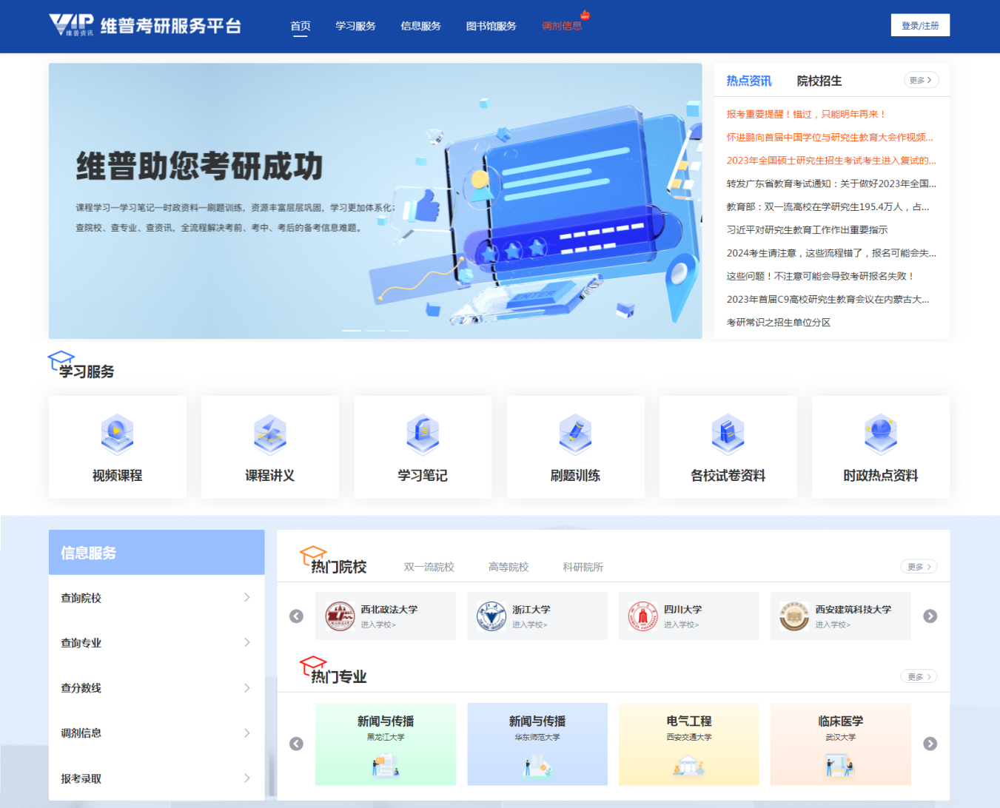 VIP
维普资讯
维普考研服务平台
首页
学习服务
信息服务
图书馆服务
调剂信息
HOT
登录/注册
维普助您考研成功
课程学习—学习笔记—时政资料—刷题训练，资源丰富层层巩固，学习更加体系化;
查院校、查专业、查资讯，全流程解决考前、考中、考后的备考信息难题。
ENTER
热点资讯
院校招生
更多 >
报考重要提醒！错过，只能明年再来！
怀进鹏向首届中国学位与研究生教育大会作视频...
2023年全国硕士研究生招生考试考生进入复试的...
转发广东省教育考试通知：关于做好2023年全国...
教育部：双一流高校在学研究生195.4万人，占...
习近平对研究生教育工作作出重要指示
2024考生请注意，这些流程错了，报名可能会失...
这些问题！不注意可能会导致考研报名失败！
2023年首届C9高校研究生教育会议在内蒙古大...
考研常识之招生单位分区
学习服务
视频课程
课程讲义
学习笔记
刷题训练
各校试卷资料
时政热点资料
信息服务
查询院校
查询专业
查分数线
调剂信息
报考录取
热门院校
双一流院校
高等院校
科研院所
更多 >
西北政法大学
进入学校>
浙江大学
进入学校>
四川大学
进入学校>
西安建筑科技大学
进入学校>
热门专业
更多 >
新闻与传播
黑龙江大学
新闻与传播
华东师范大学
电气工程
西安交通大学
临床医学
武汉大学